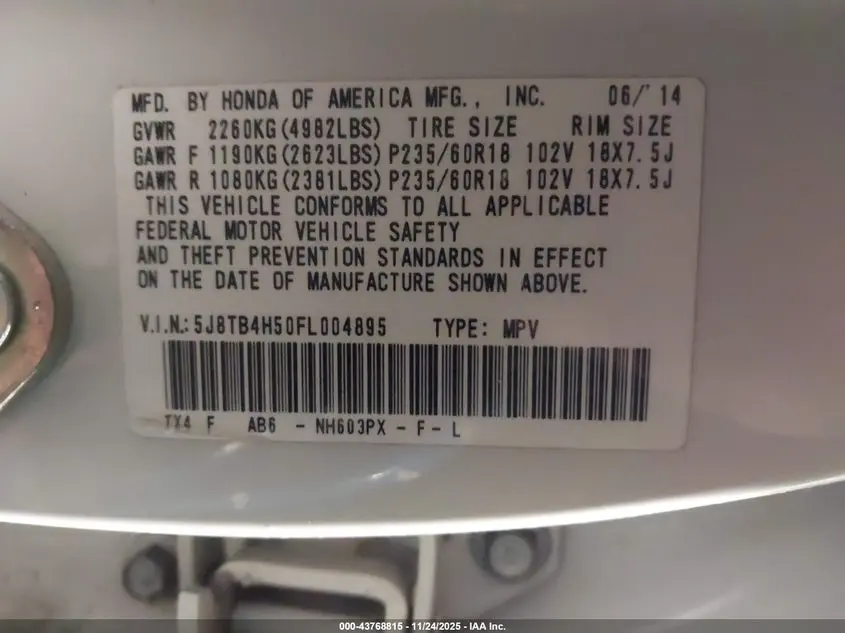 MFD. BY HONDA OF AMERICA MFG., INC. 06/'14
GVWR 2260KG(4982LBS) TIRE SIZE RIM SIZE
GAWR F 1190KG(2623LBS) P235/60R18 102V 18X7.5J
GAWR R 1080KG(2381LBS) P235/60R18 102V 18X7.5J
THIS VEHICLE CONFORMS TO ALL APPLICABLE
FEDERAL MOTOR VEHICLE SAFETY
AND THEFT PREVENTION STANDARDS IN EFFECT
ON THE DATE OF MANUFACTURE SHOWN ABOVE.
V.I.N.: 5J8TB4H50FL004895 TYPE: MPV
TX4 F AB6 - NH603PX - F - L
000-43768815 - 11/24/2025 - IAA Inc.